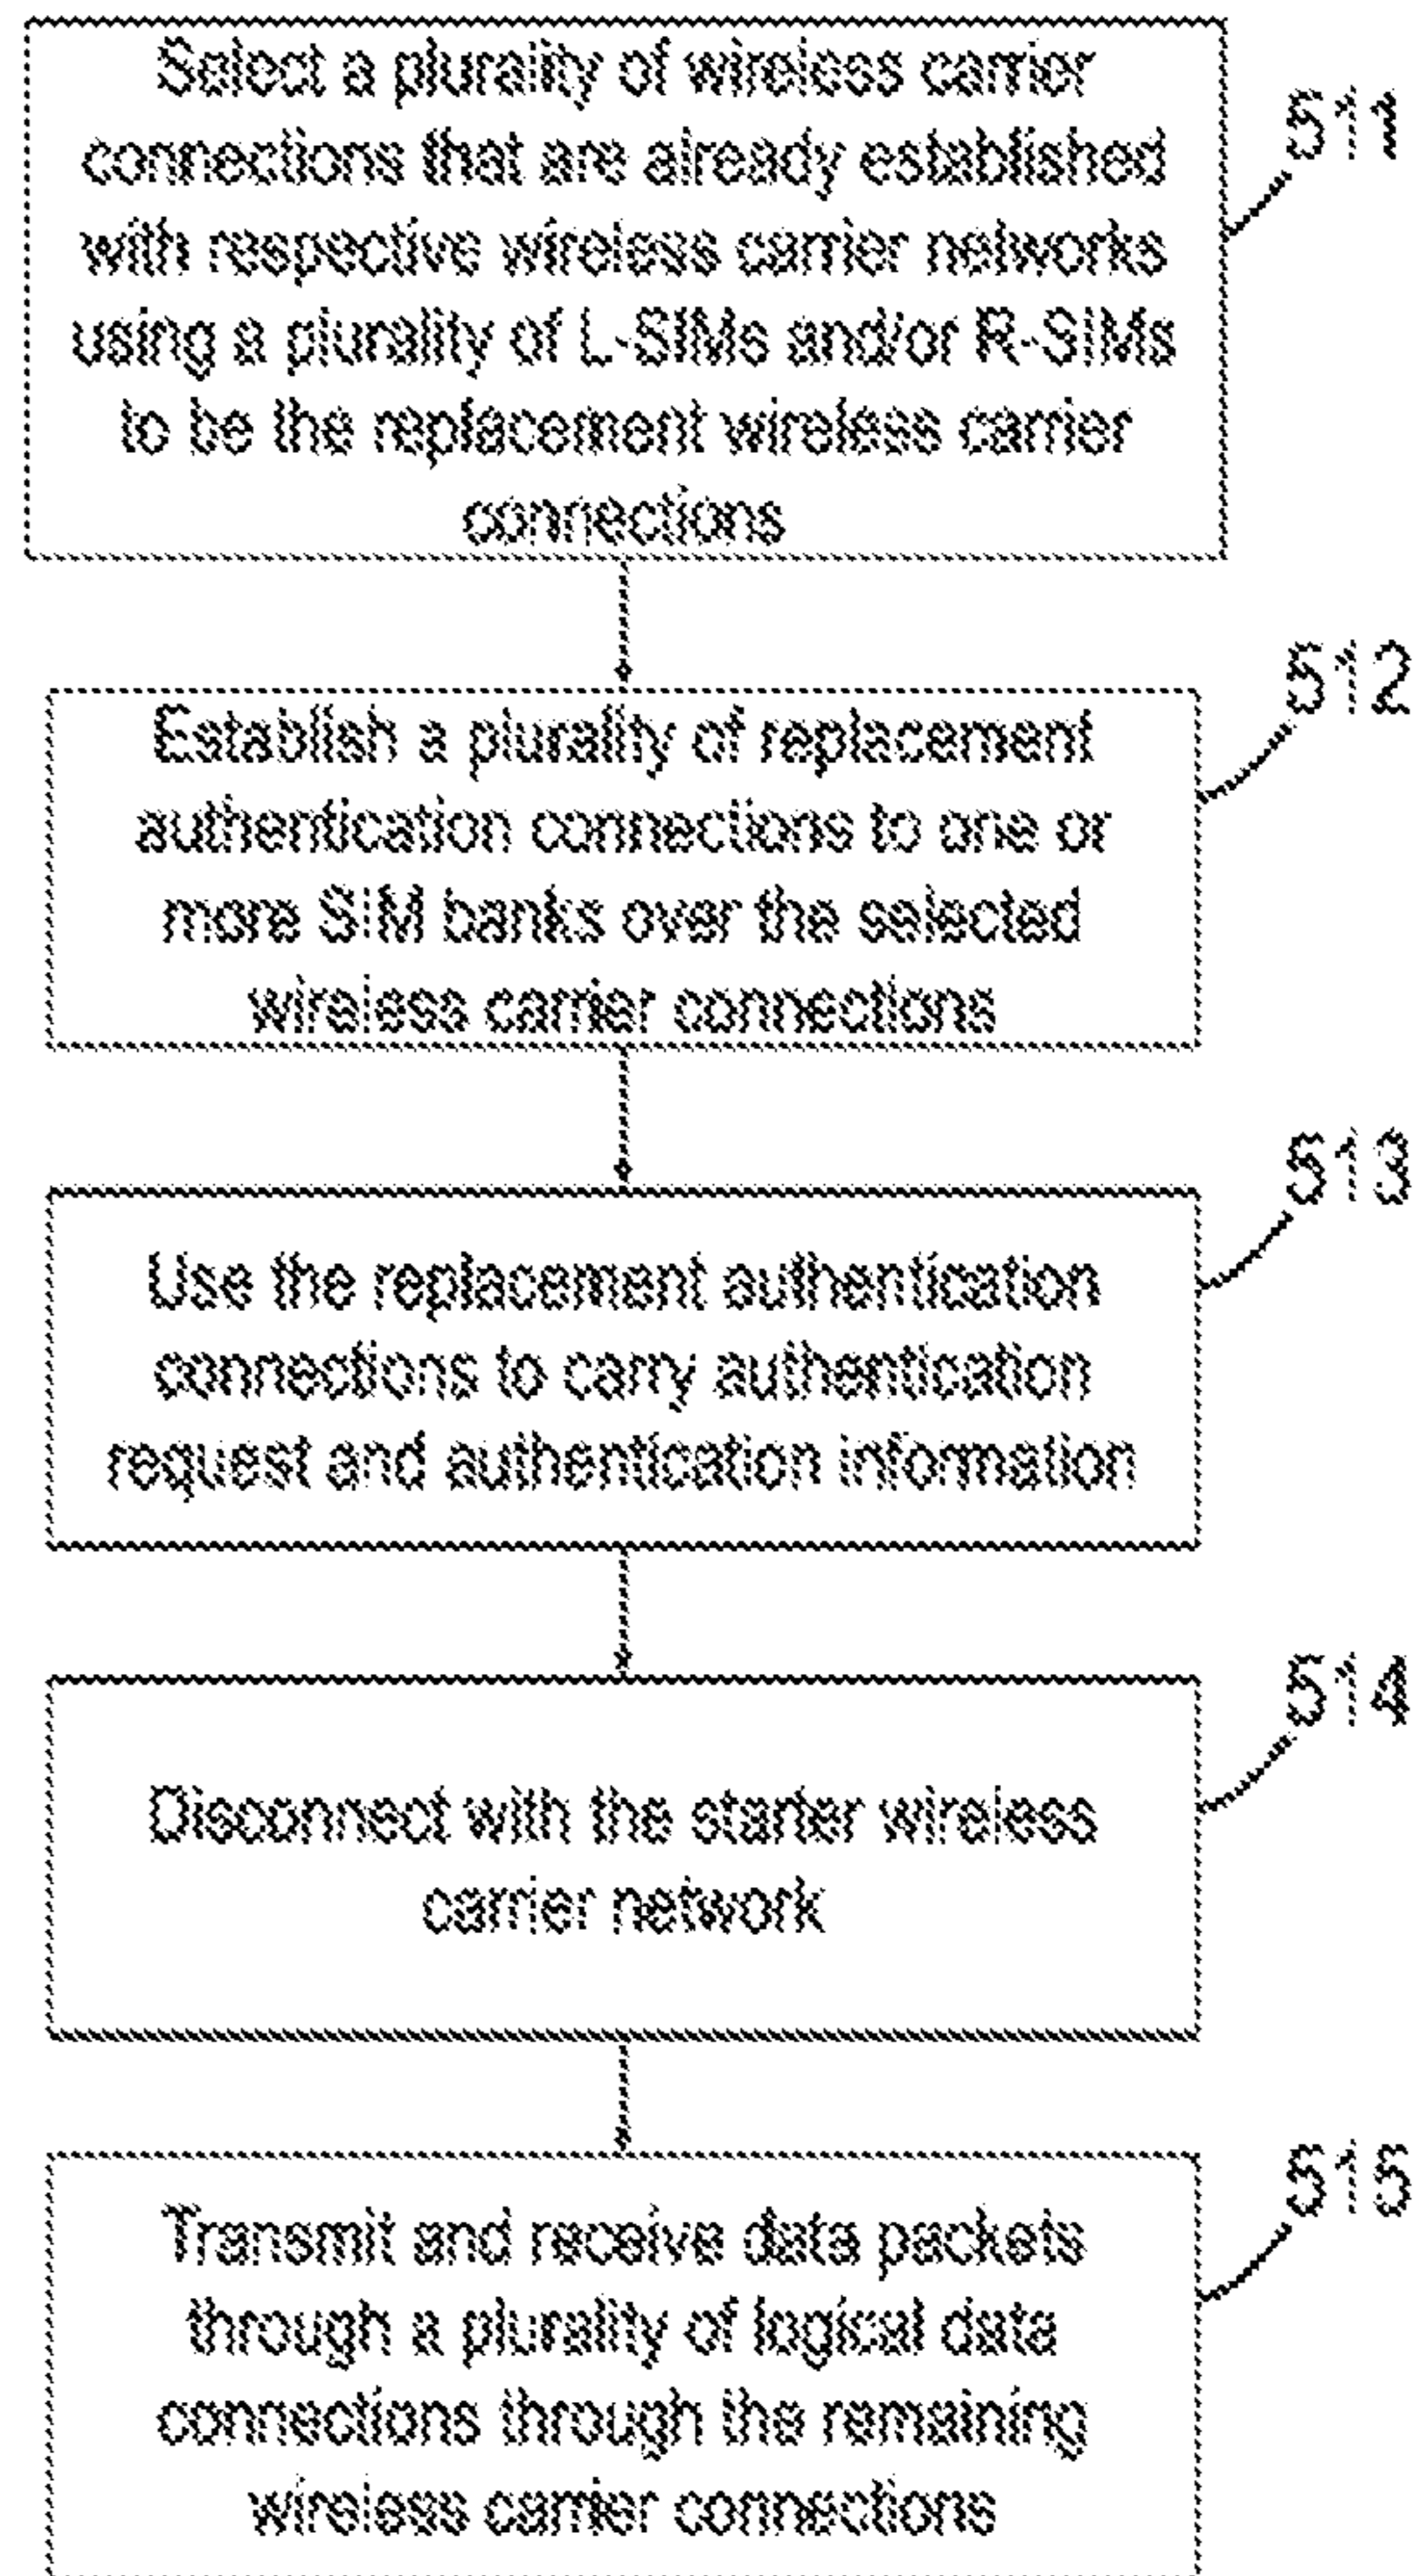 Select a plurality of wireless carrier
connections that are already established
with respective wireless carrier networks
using a plurality of L-SIMs and/or R-SIMs
to be the replacement wireless carrier
connections
511
Establish a plurality of replacement
authentication connections to one or
more SIM banks over the selected
wireless carrier connections
512
Use the replacement authentication
connections to carry authentication
request and authentication information
513
Disconnect with the starter wireless
carrier network
514
Transmit and receive data packets
through a plurality of logical data
connections through the remaining
wireless carrier connections
515